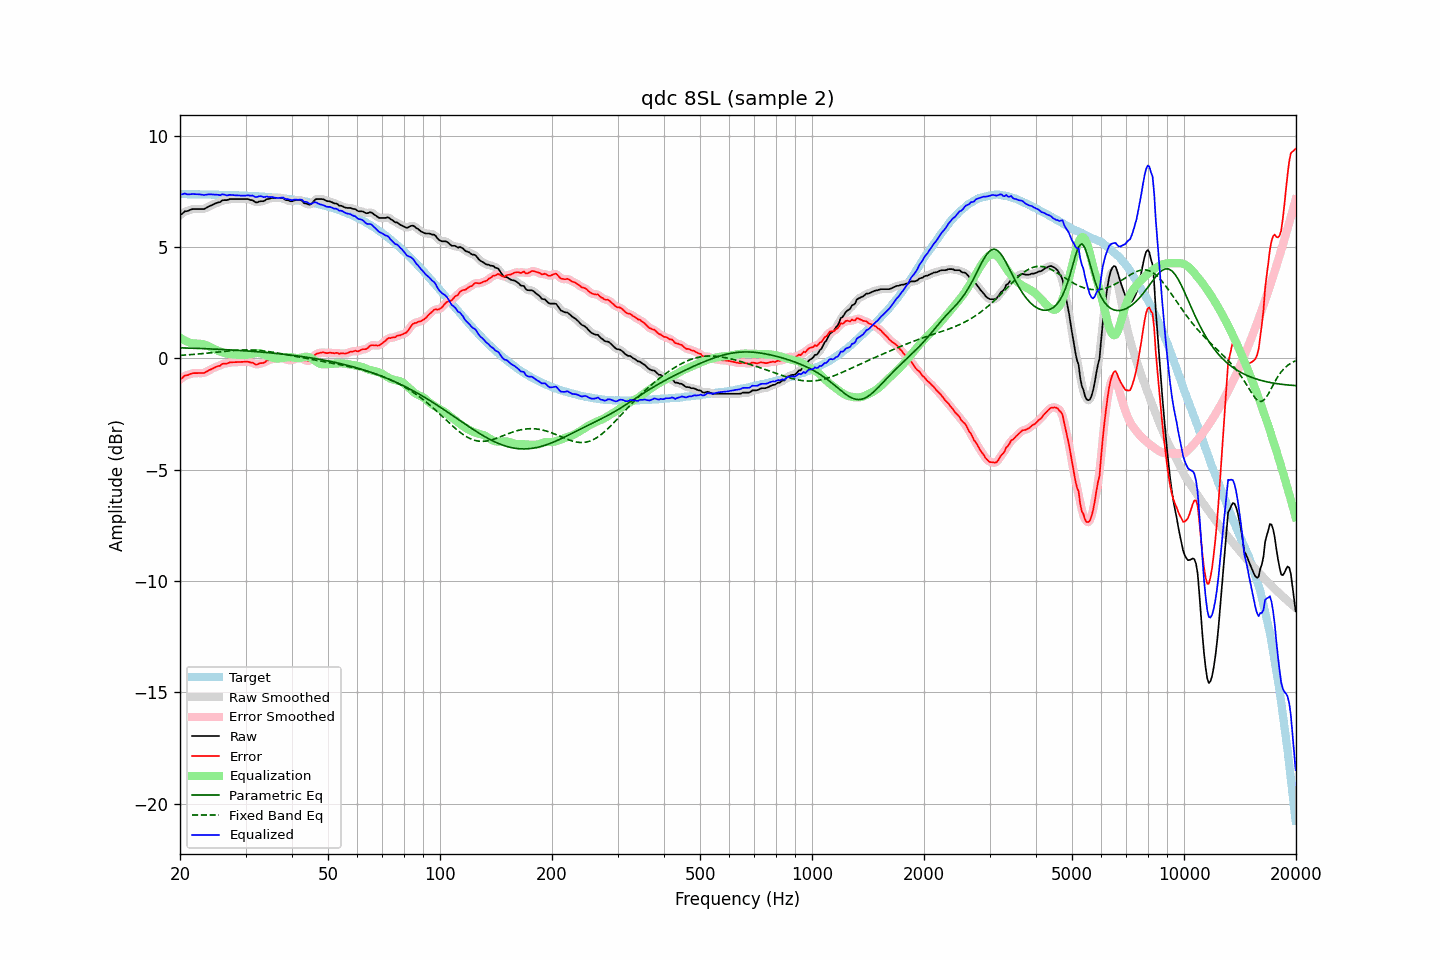 qdc 8SL (sample 2)
10
5
0
−5
−10
−15
−20
Amplitude (dBr)
Target
Raw Smoothed
Error Smoothed
Raw
Error
Equalization
Parametric Eq
Fixed Band Eq
Equalized
20 50 100 200 500 1000 2000 5000 10000 20000
Frequency (Hz)